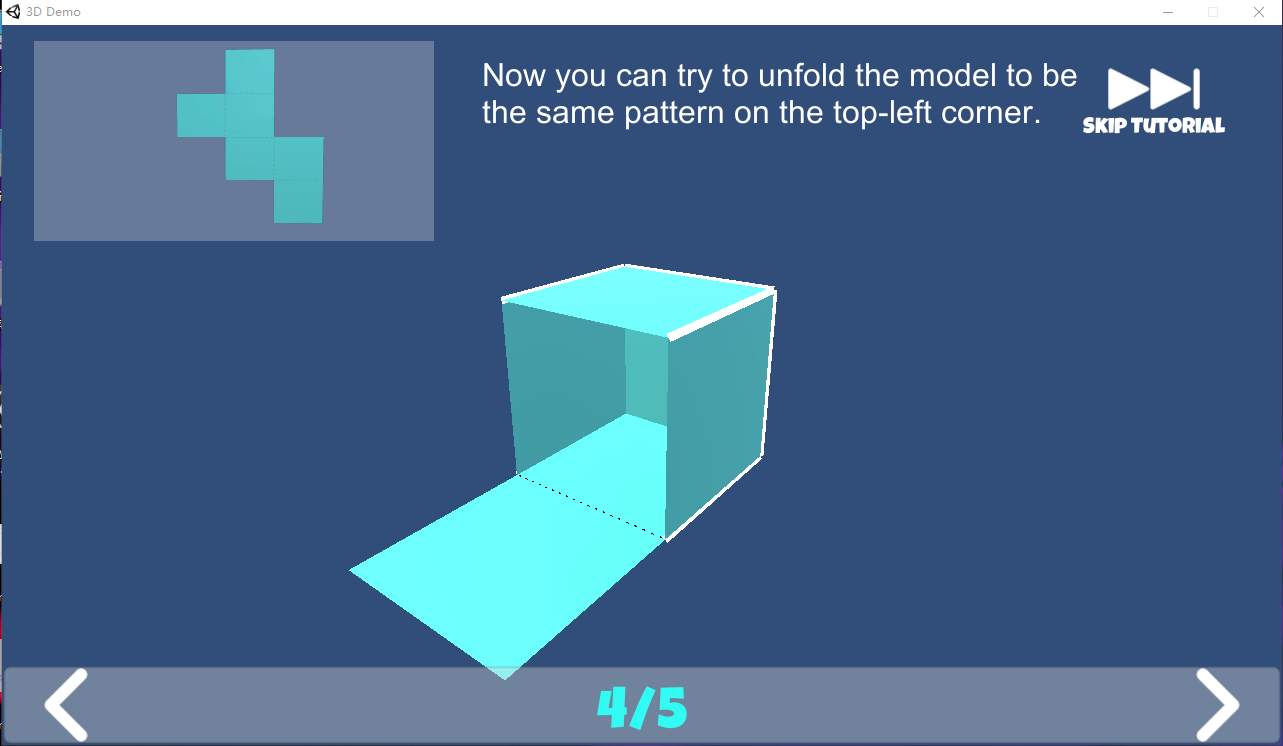 3D Demo
Now you can try to unfold the model to be
the same pattern on the top-left corner.
SKIP TUTORIAL
4/5